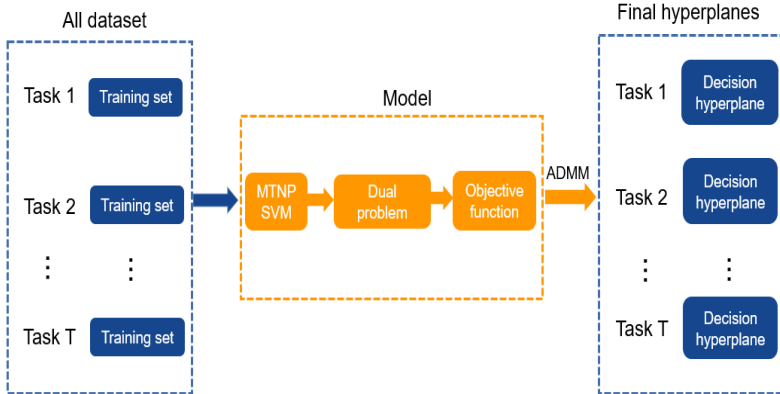 All dataset
Task 1
Training set
Task 2
Training set
Task T
Training set
Model
MTNP
SVM
Dual
problem
Objective
function
ADMM
Final hyperplanes
Task 1
Decision
hyperplane
Task 2
Decision
hyperplane
Task T
Decision
hyperplane